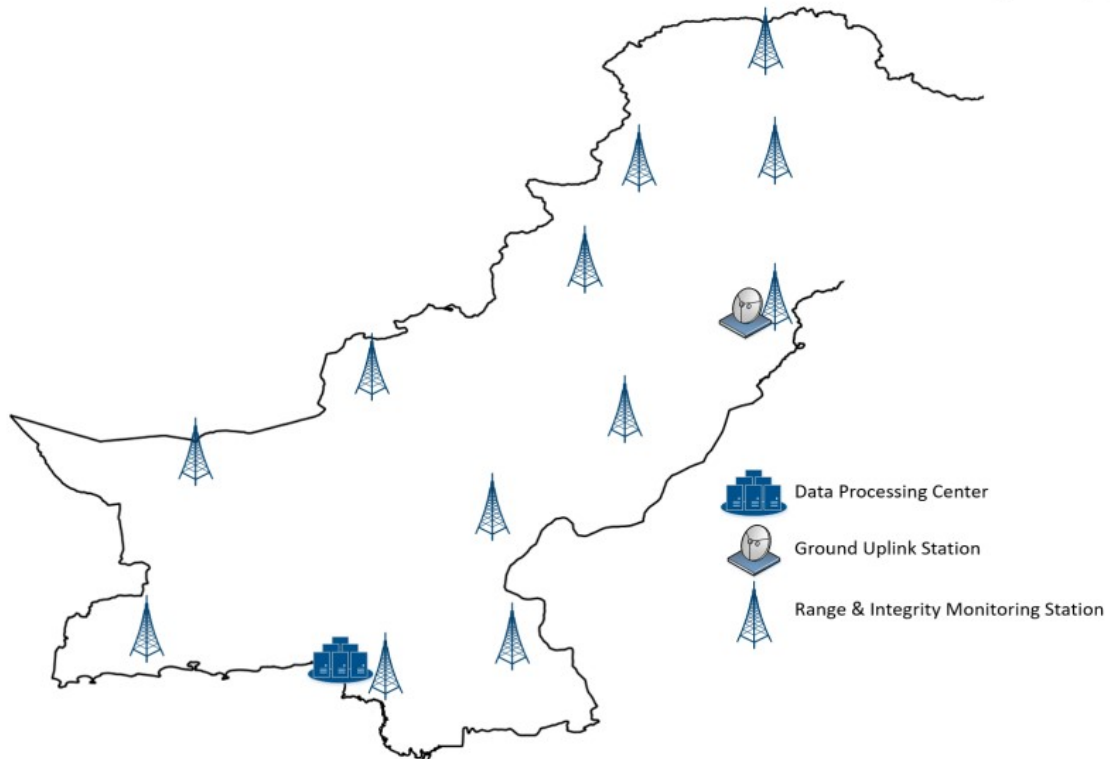 Data Processing Center
Ground Uplink Station
Range & Integrity Monitoring Station